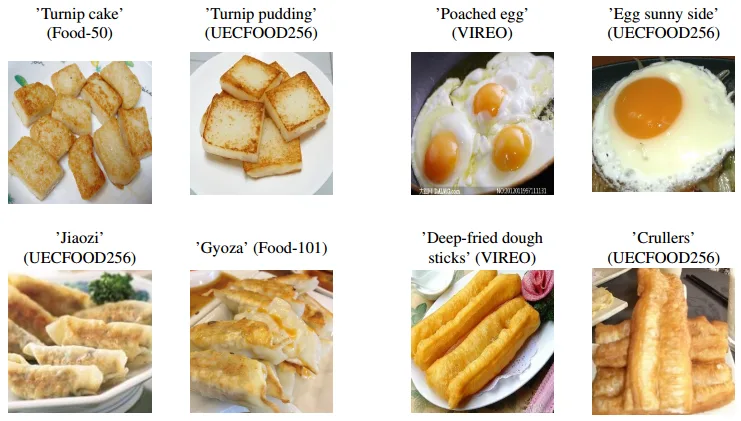 ’Turnip cake’
(Food-50)
’Turnip pudding’
(UECFOOD256)
’Poached egg’
(VIREO)
’Egg sunny side’
(UECFOOD256)
’Jiaozi’
(UECFOOD256)
’Gyoza’ (Food-101)
’Deep-fried dough
sticks’ (VIREO)
’Crullers’
(UECFOOD256)